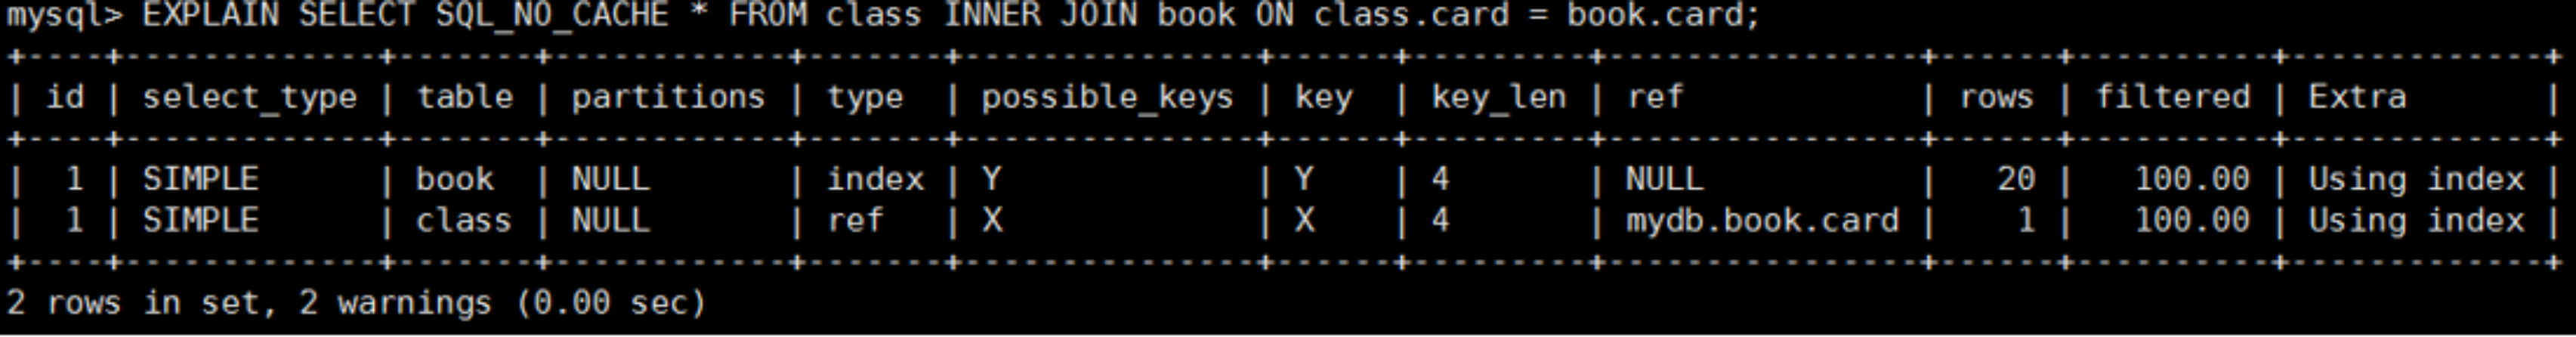 mysql> EXPLAIN SELECT SQL_NO_CACHE * FROM class INNER JOIN book ON class.card = book.card;
+----+-------------+-------+------------+-------+---------------+------+---------+----------------+------+----------+-------------+
| id | select_type | table | partitions | type  | possible_keys | key  | key_len | ref            | rows | filtered | Extra       |
+----+-------------+-------+------------+-------+---------------+------+---------+----------------+------+----------+-------------+
|  1 | SIMPLE      | book  | NULL       | index | Y             | Y    | 4       | NULL           |   20 |   100.00 | Using index |
|  1 | SIMPLE      | class | NULL       | ref   | X             | X    | 4       | mydb.book.card |    1 |   100.00 | Using index |
+----+-------------+-------+------------+-------+---------------+------+---------+----------------+------+----------+-------------+
2 rows in set, 2 warnings (0.00 sec)